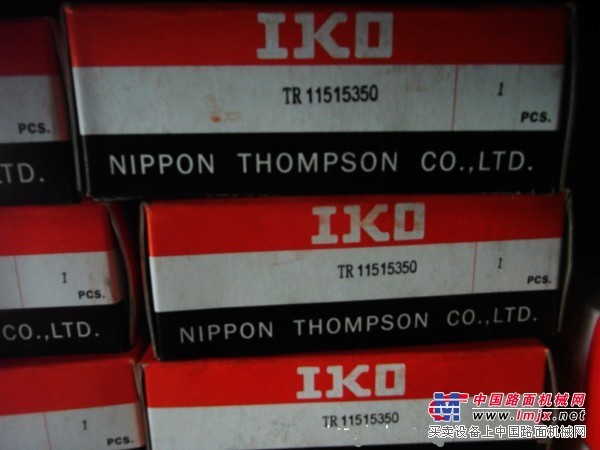 IKO
TR 11515350
1
PCS.
PCS.
NIPPON THOMPSON CO.,LTD.
TD.
IKO
TR 11515350
1
PCS.
1
PCS.
NIPPON THOMPSON CO.,LTD.
CO.,LTD.
IKO
TR 11515350
1
PCS.
中国路面机械网
www.lmjx.net
买卖设备上中国路面机械网